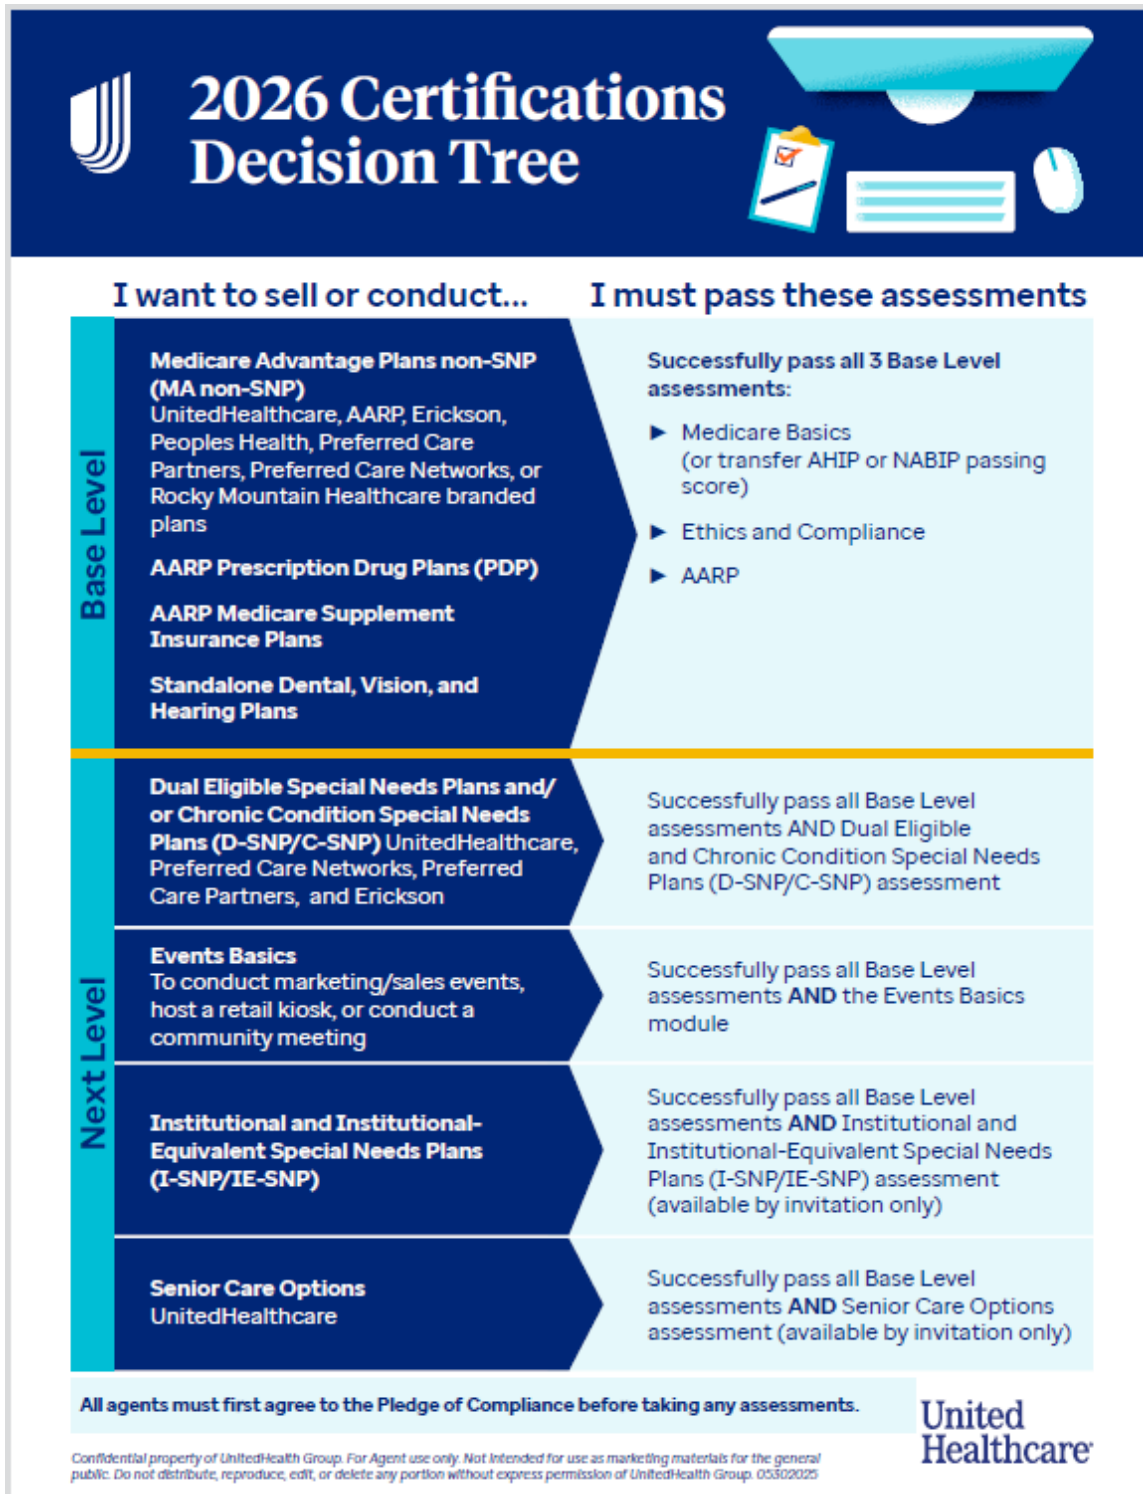 2026 Certifications
Decision Tree
I want to sell or conduct...
I must pass these assessments
Base Level
Medicare Advantage Plans non-SNP
(MA non-SNP)
UnitedHealthcare, AARP, Erickson,
Peoples Health, Preferred Care
Partners, Preferred Care Networks, or
Rocky Mountain Healthcare branded
plans
AARP Prescription Drug Plans (PDP)
AARP Medicare Supplement
Insurance Plans
Standalone Dental, Vision, and
Hearing Plans
Successfully pass all 3 Base Level
assessments:
► Medicare Basics
(or transfer AHIP or NABIP passing
score)
► Ethics and Compliance
► AARP
Next Level
Dual Eligible Special Needs Plans and/
or Chronic Condition Special Needs
Plans (D-SNP/C-SNP) UnitedHealthcare,
Preferred Care Networks, Preferred
Care Partners, and Erickson
Successfully pass all Base Level
assessments AND Dual Eligible
and Chronic Condition Special Needs
Plans (D-SNP/C-SNP) assessment
Events Basics
To conduct marketing/sales events,
host a retail kiosk, or conduct a
community meeting
Successfully pass all Base Level
assessments AND the Events Basics
module
Institutional and Institutional-
Equivalent Special Needs Plans
(I-SNP/IE-SNP)
Successfully pass all Base Level
assessments AND Institutional and
Institutional-Equivalent Special Needs
Plans (I-SNP/IE-SNP) assessment
(available by invitation only)
Senior Care Options
UnitedHealthcare
Successfully pass all Base Level
assessments AND Senior Care Options
assessment (available by invitation only)
All agents must first agree to the Pledge of Compliance before taking any assessments.
United
Healthcare
Confidential property of UnitedHealth Group. For Agent use only. Not intended for use as marketing materials for the general
public. Do not distribute, reproduce, edit, or delete any portion without express permission of UnitedHealth Group. 05302025